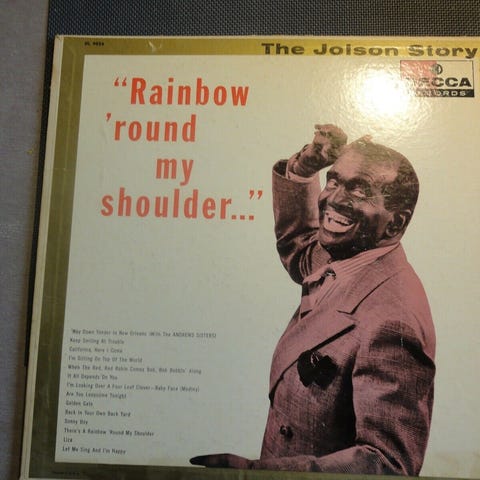 DL 9036
The Jolson Story
DECCA
RECORDS
"Rainbow
'round
my
shoulder..."
'Way Down Yonder In New Orleans (With The ANDREWS SISTERS)
Keep Smiling At Trouble
California, Here I Come
I'm Sitting On Top Of The World
When The Red, Red Robin Comes Bob, Bob Bobbin' Along
It All Depends On You
I'm Looking Over A Four Leaf Clover—Baby Face (Medley)
Are You Lonesome Tonight
Golden Gate
Back In Your Own Back Yard
Sonny Boy
There's A Rainbow 'Round My Shoulder
Liza
Let Me Sing And I'm Happy